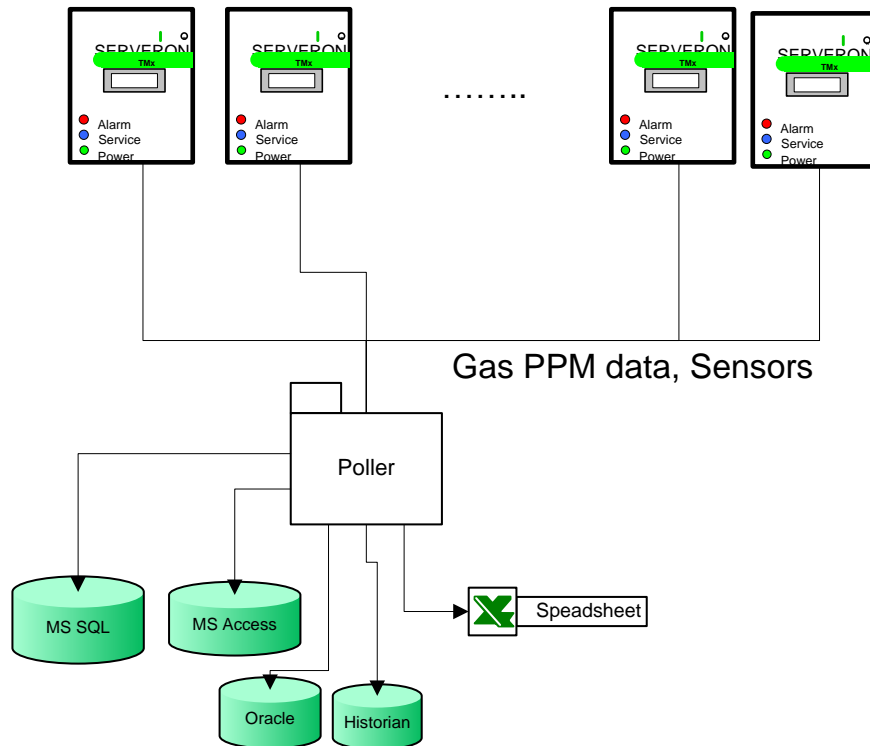 SERVERON
TMx
Alarm
Service
Power
SERVERON
TMx
Alarm
Service
Power
........
SERVERON
TMx
Alarm
Service
Power
SERVERON
TMx
Alarm
Service
Power
Gas PPM data, Sensors
Poller
MS SQL
MS Access
Speadsheet
Oracle
Historian